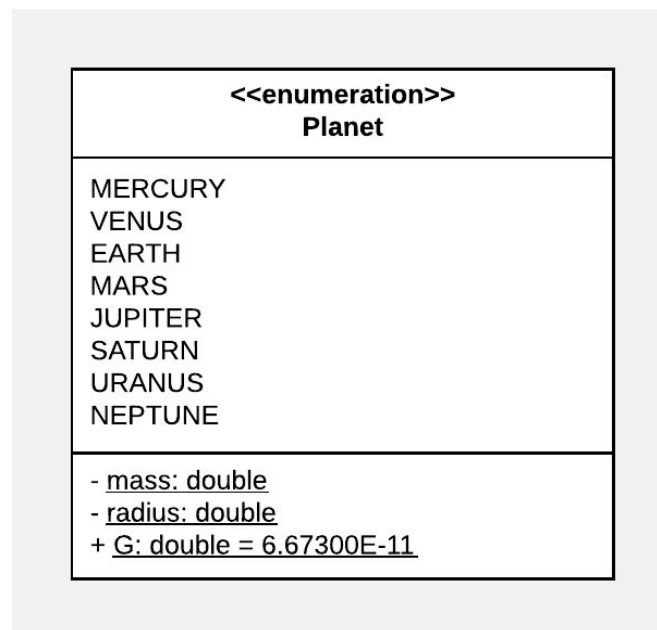 <<enumeration>>
Planet
MERCURY
VENUS
EARTH
MARS
JUPITER
SATURN
URANUS
NEPTUNE
- mass: double
- radius: double
+ G: double = 6.67300E-11